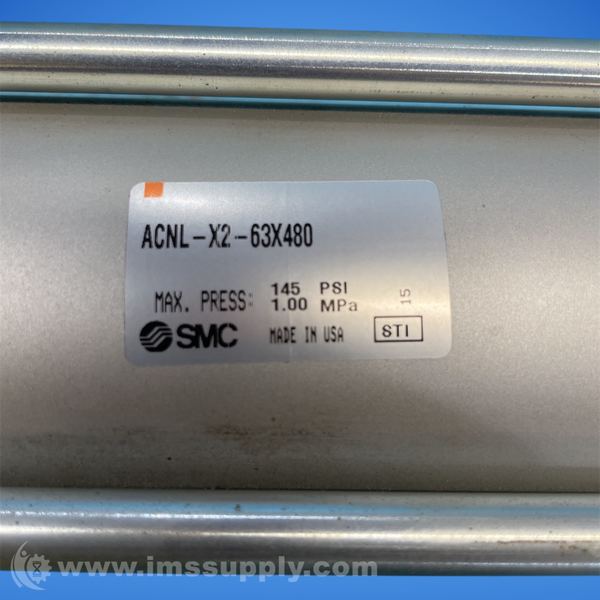 ACNL-X2-63X480
MAX. PRESS: 145 PSI
1.00 MPa
15
SMC MADE IN USA STI
www.imssupply.com